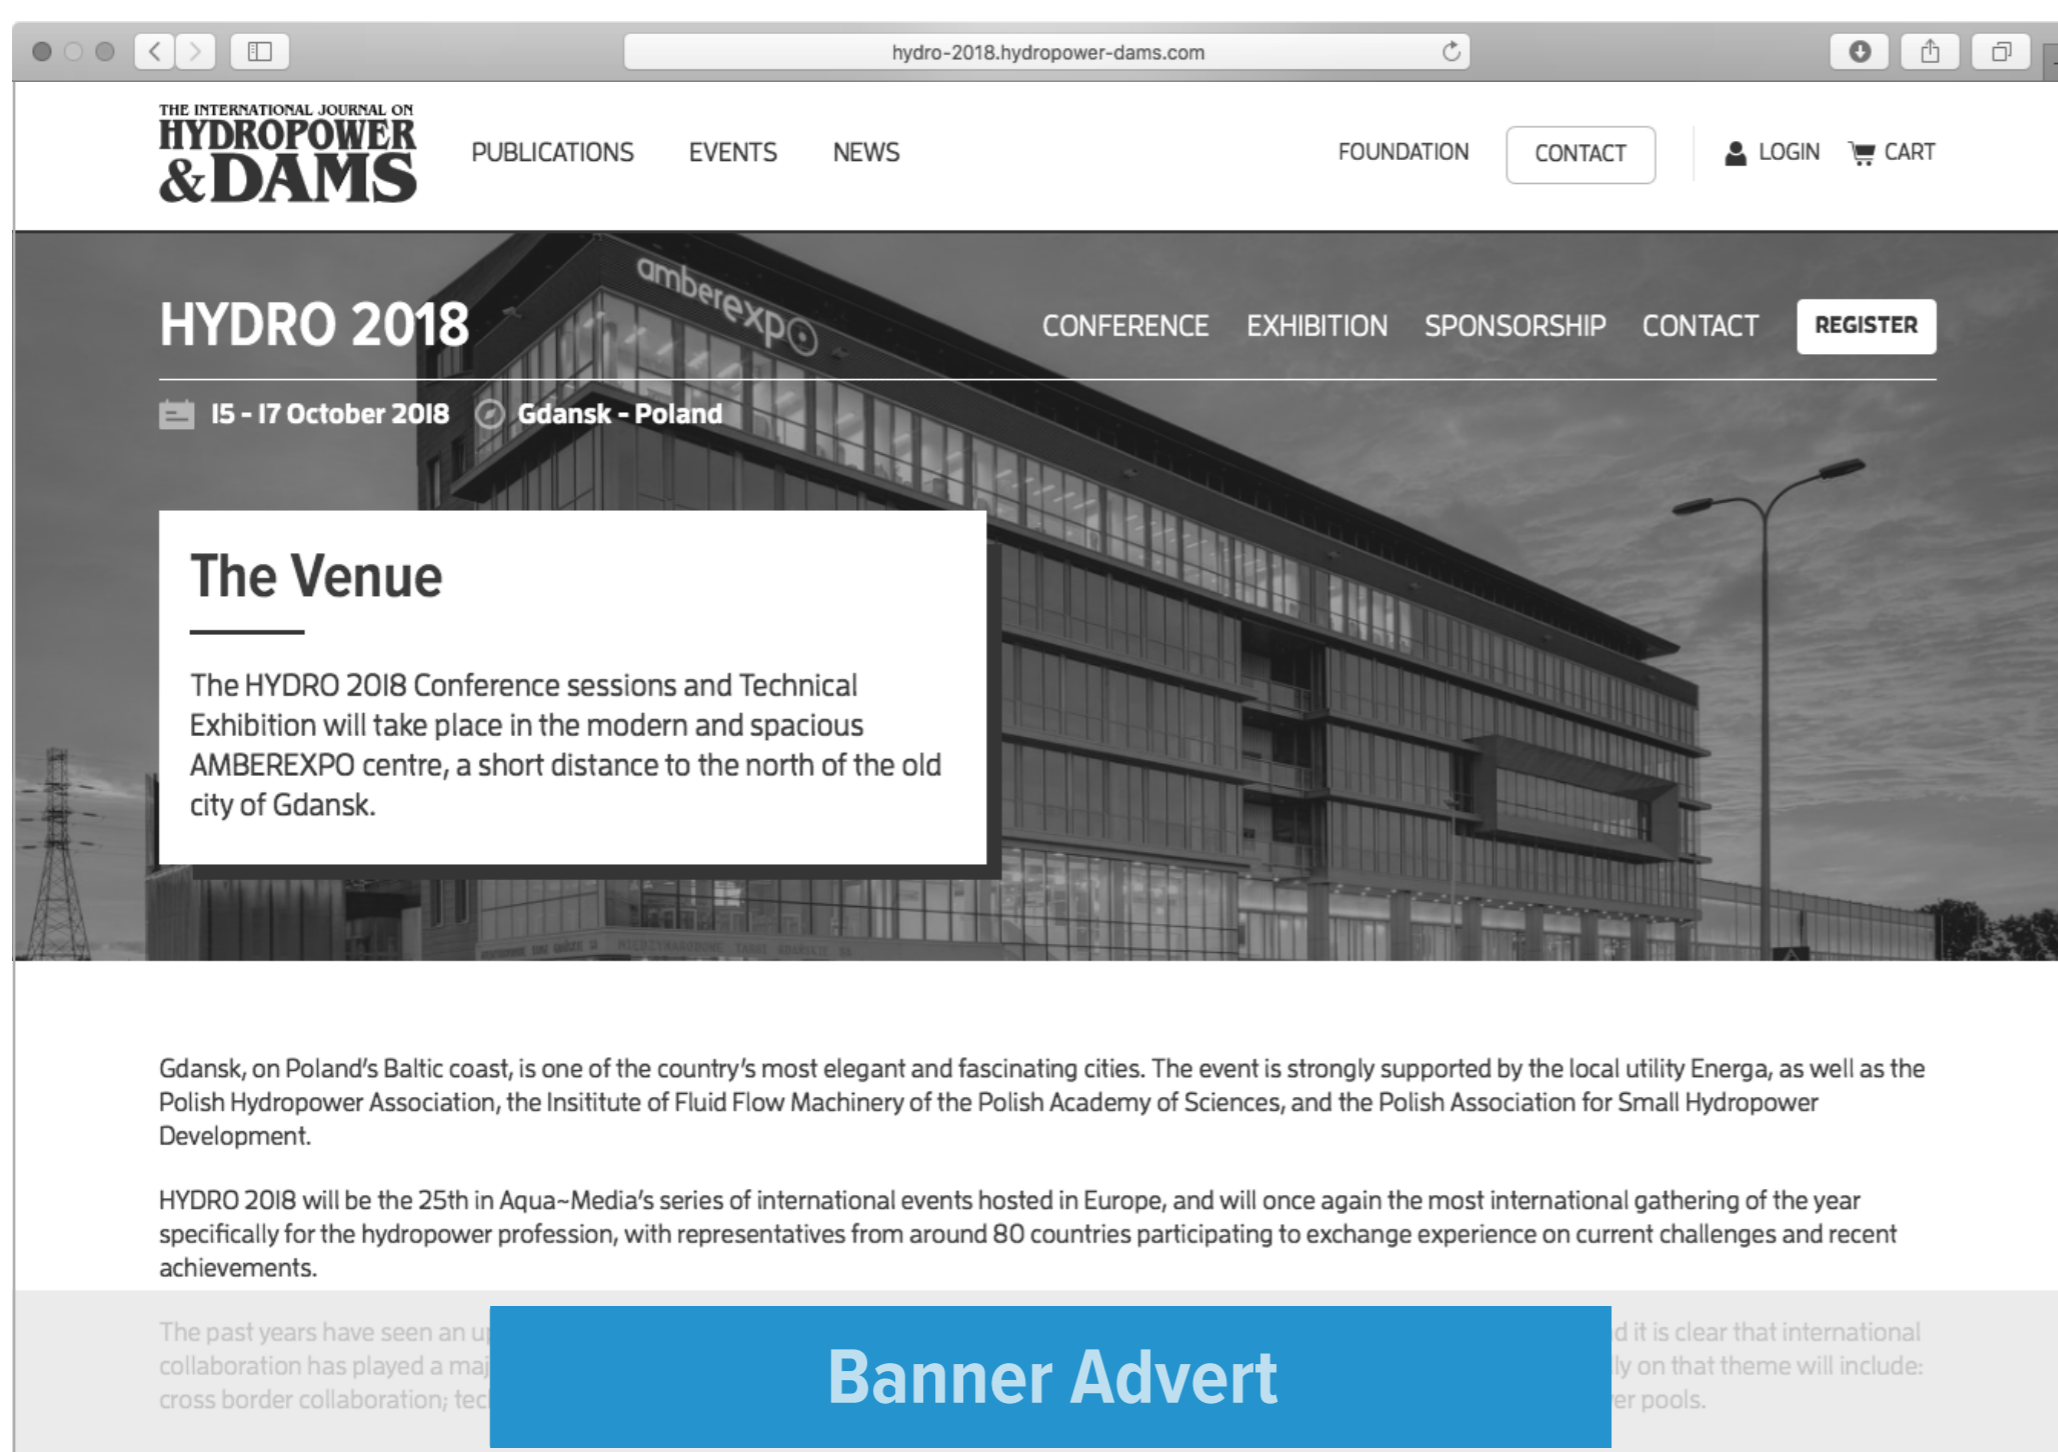 hydro-2018.hydropower-dams.com
THE INTERNATIONAL JOURNAL ON
HYDROPOWER
& DAMS
PUBLICATIONS EVENTS NEWS
FOUNDATION CONTACT LOGIN CART
amberexpo
HYDRO 2018
CONFERENCE EXHIBITION SPONSORSHIP CONTACT REGISTER
15 - 17 October 2018 Gdansk - Poland
The Venue
The HYDRO 2018 Conference sessions and Technical
Exhibition will take place in the modern and spacious
AMBEREXPO centre, a short distance to the north of the old
city of Gdansk.
MIĘDZYNARODOWE TARGI GDAŃSKIE SA
Gdansk, on Poland's Baltic coast, is one of the country's most elegant and fascinating cities. The event is strongly supported by the local utility Energa, as well as the
Polish Hydropower Association, the Insititute of Fluid Flow Machinery of the Polish Academy of Sciences, and the Polish Association for Small Hydropower
Development.
HYDRO 2018 will be the 25th in Aqua~Media's series of international events hosted in Europe, and will once again the most international gathering of the year
specifically for the hydropower profession, with representatives from around 80 countries participating to exchange experience on current challenges and recent
achievements.
The past years have seen an
d it is clear that international
collaboration has played a maj
ly on that theme will include:
cross border collaboration; tec
er pools.
Banner Advert